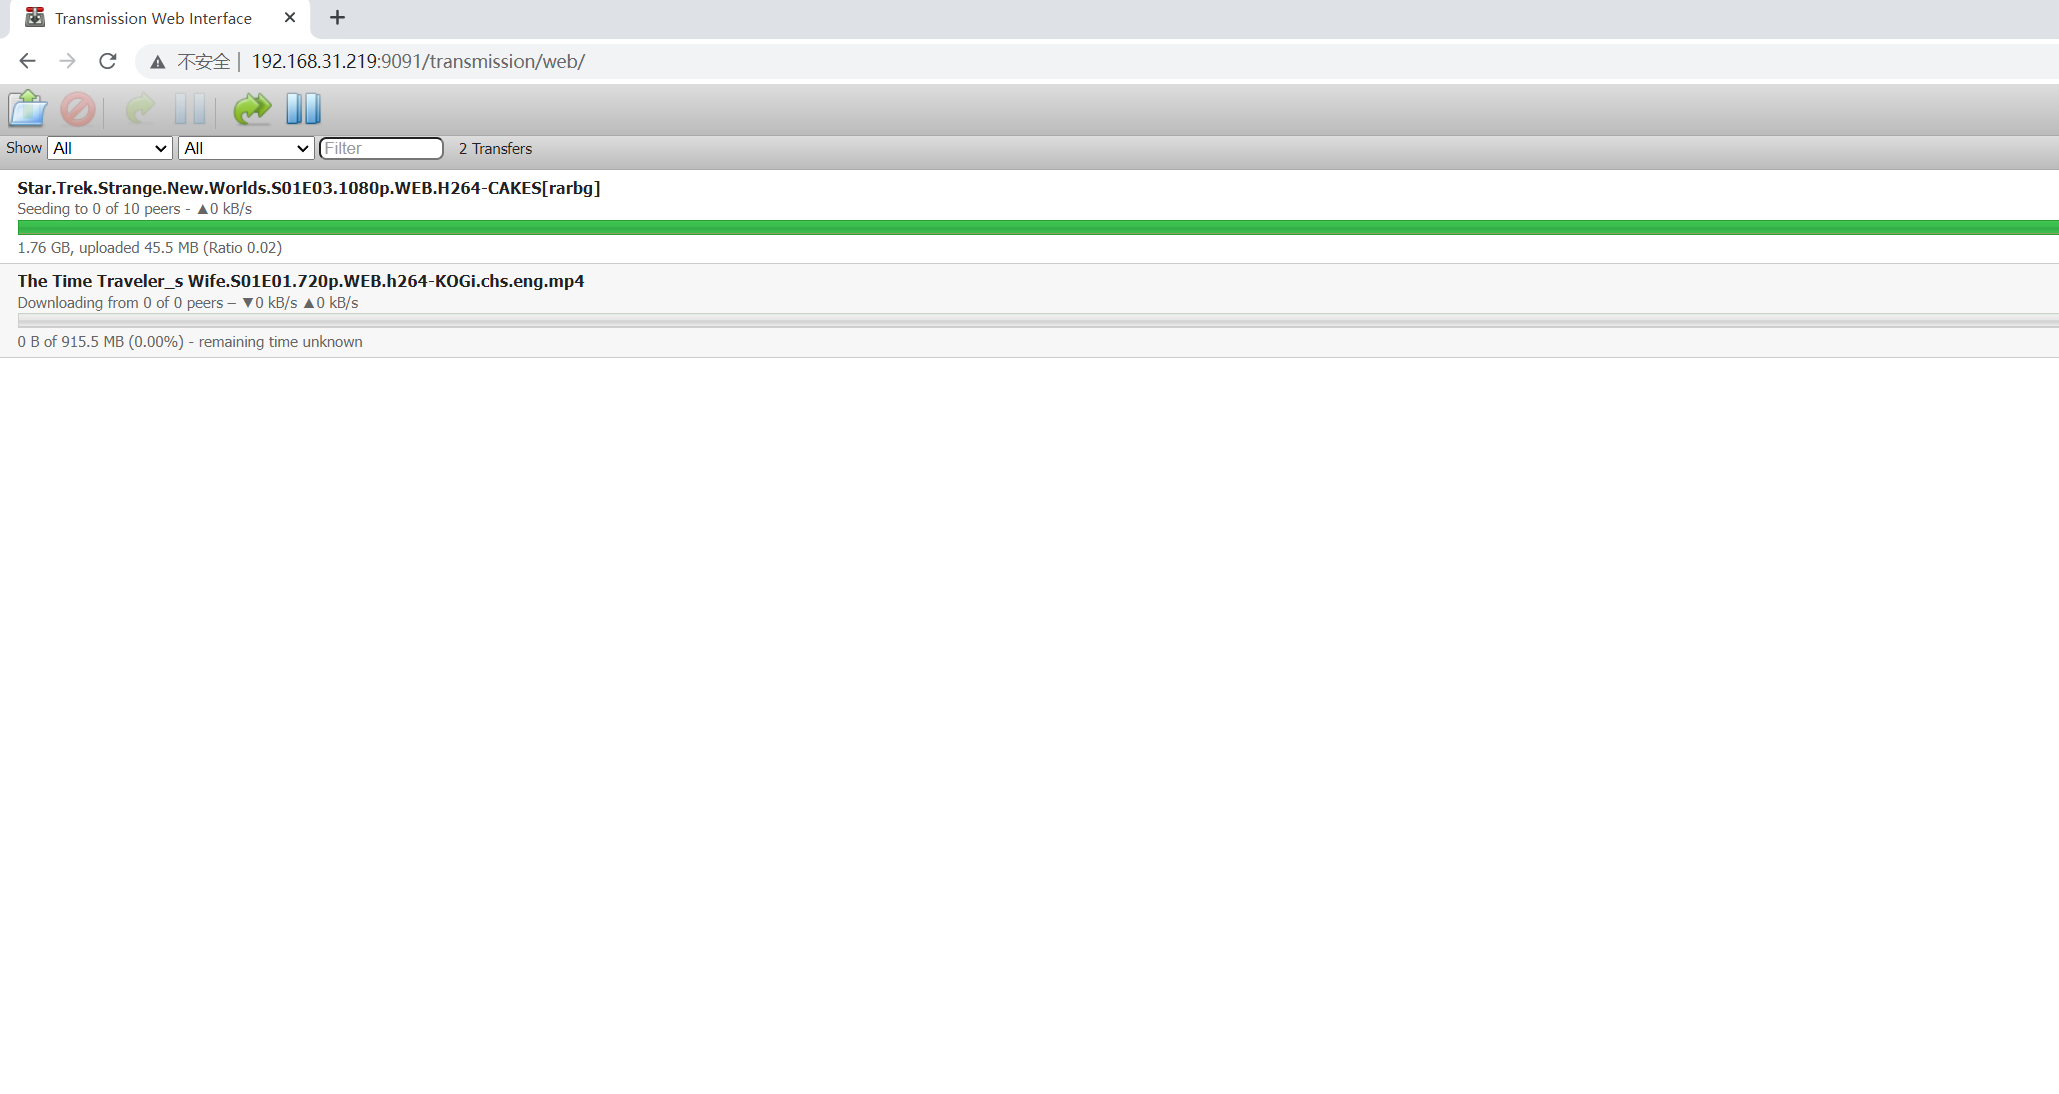 Transmission Web Interface
不安全 | 192.168.31.219:9091/transmission/web/
Show All All Filter 2 Transfers
Star.Trek.Strange.New.Worlds.S01E03.1080p.WEB.H264-CAKES[rarbg]
Seeding to 0 of 10 peers - ▲0 kB/s
1.76 GB, uploaded 45.5 MB (Ratio 0.02)
The Time Traveler_s Wife.S01E01.720p.WEB.h264-KOGi.chs.eng.mp4
Downloading from 0 of 0 peers – ▼0 kB/s ▲0 kB/s
0 B of 915.5 MB (0.00%) - remaining time unknown